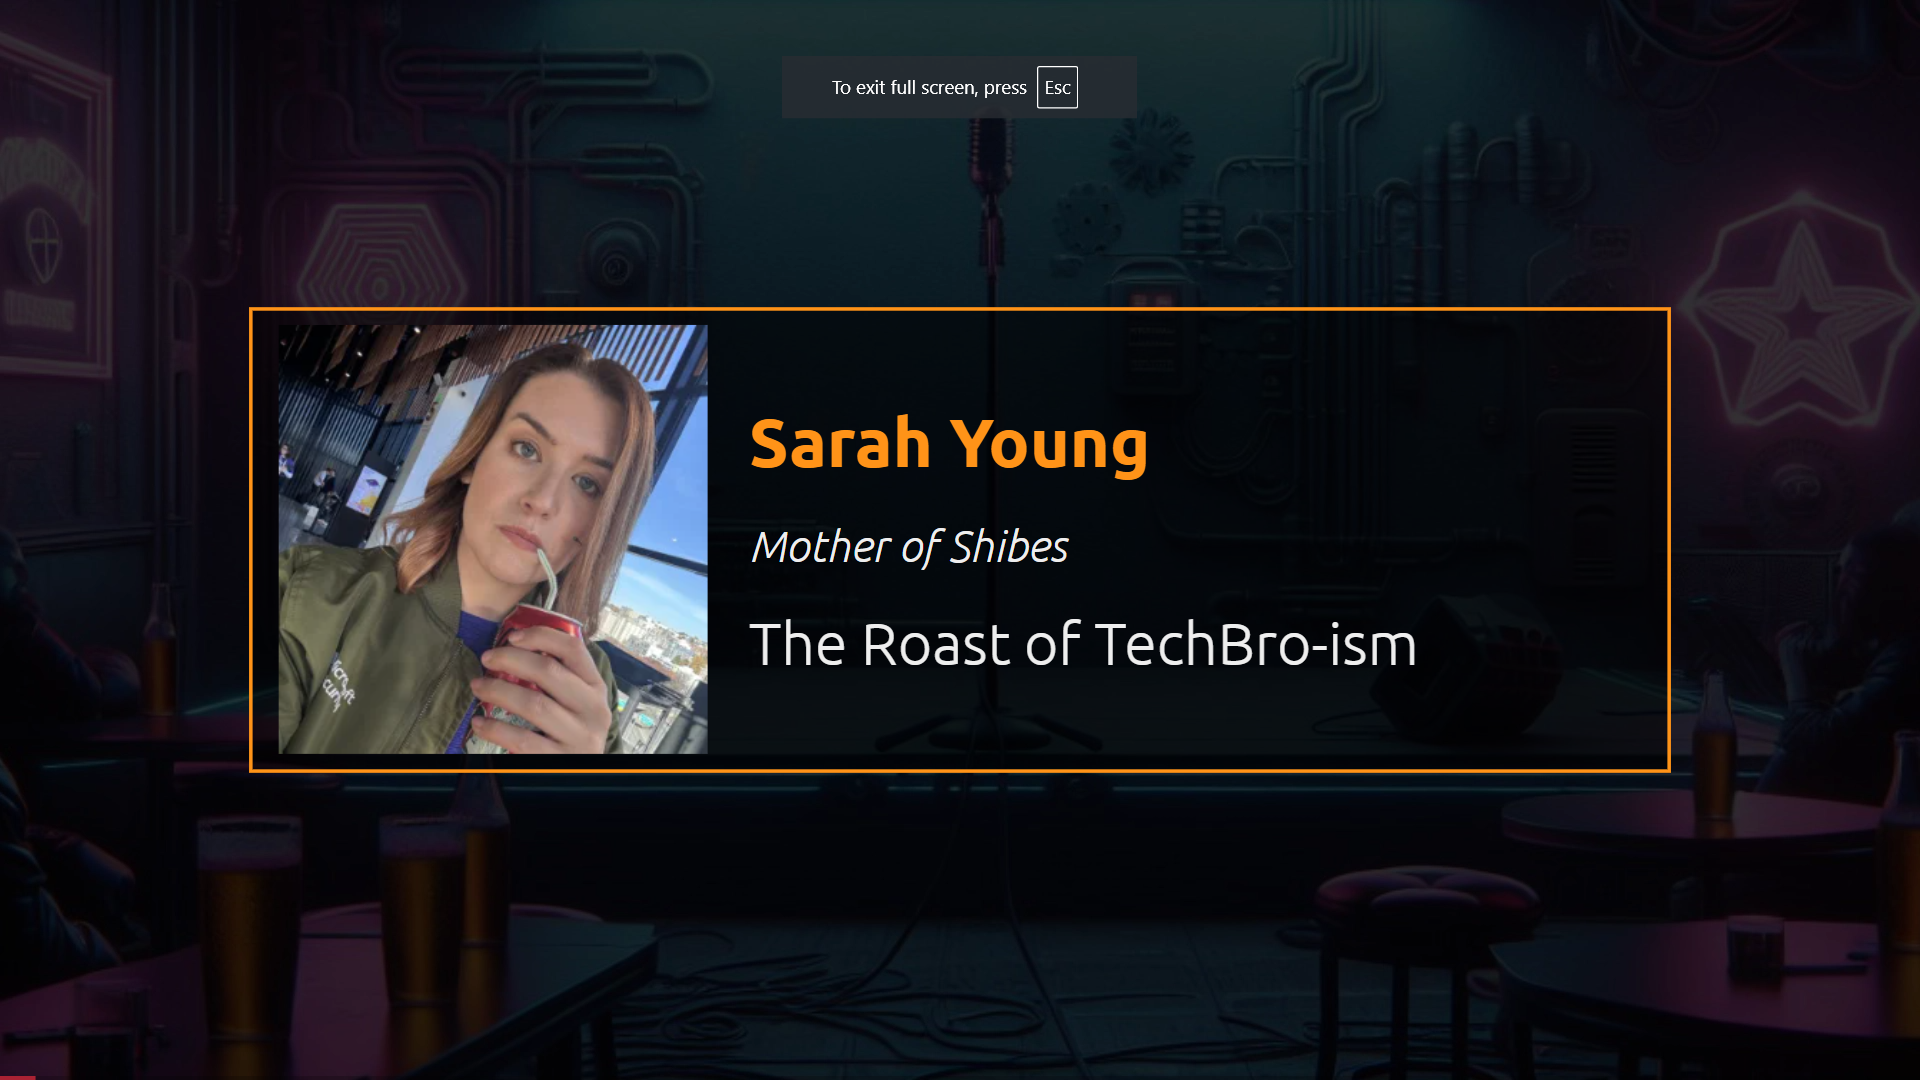 To exit full screen, press Esc
Sarah Young
Mother of Shibes
The Roast of TechBro-ism